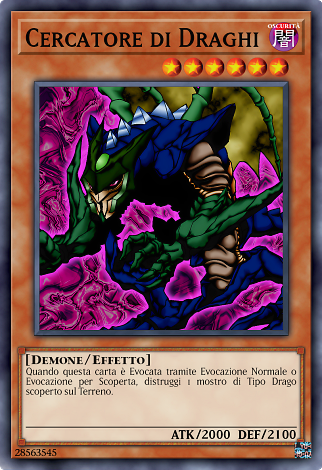 CERCATORE DI DRAGHI
OSCURITÀ
闇
[DEMONE/EFFETTO]
Quando questa carta è Evocata tramite Evocazione Normale o
Evocazione per Scoperta, distruggi 1 mostro di Tipo Drago
scoperto sul Terreno.
ATK/2000 DEF/2100
28563545